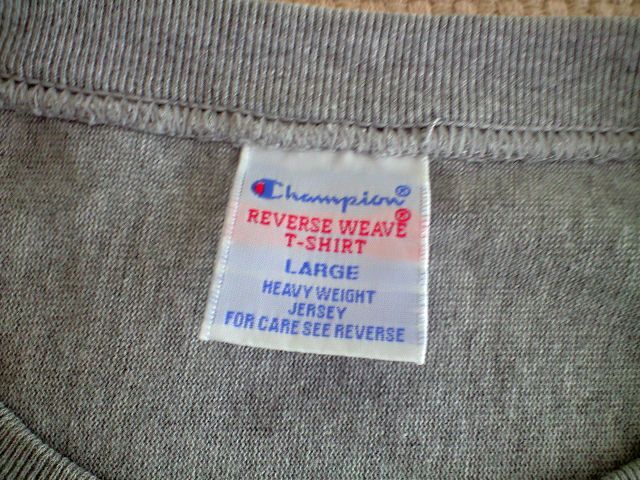 Champion®
REVERSE WEAVE®
T-SHIRT
LARGE
HEAVY WEIGHT
JERSEY
FOR CARE SEE REVERSE